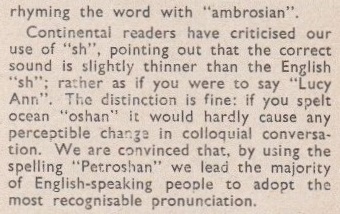 rhyming the word with "ambrosian".
Continental readers have criticised our
use of "sh", pointing out that the correct
sound is slightly thinner than the English
"sh"; rather as if you were to say "Lucy
Ann". The distinction is fine: if you spelt
ocean "oshan" it would hardly cause any
perceptible change in colloquial conversa-
tion. We are convinced that, by using the
spelling "Petroshan" we lead the majority
of English-speaking people to adopt the
most recognisable pronunciation.